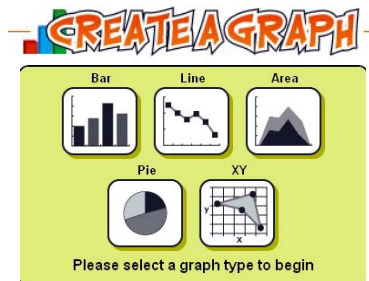 CREATE A GRAPH
Bar Line Area
Pie XY
y
x
Please select a graph type to begin